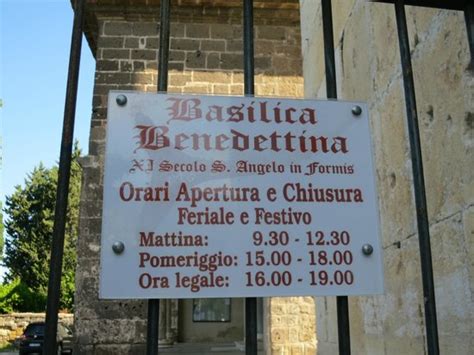 Basilica
Benedettina
XI Secolo S. Angelo in Formis
Orari Apertura e Chiusura
Feriale e Festivo
Mattina: 9.30 - 12.30
Pomeriggio: 15.00 - 18.00
Ora legale: 16.00 - 19.00